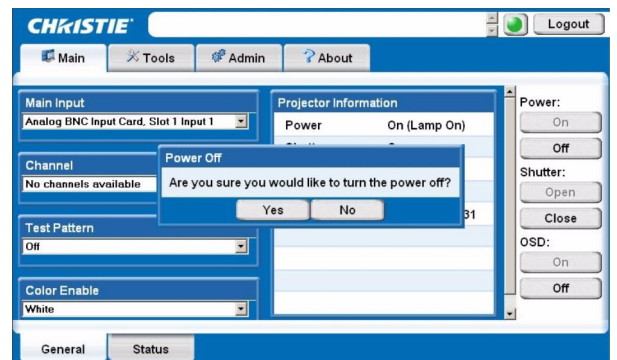 CHRISTIE
Logout
Main
Tools
Admin
About
Main Input
Analog BNC Input Card, Slot 1 Input 1
Channel
No channels available
Test Pattern
Off
Color Enable
White
Projector Information
Power On (Lamp On)
31
Power Off
Are you sure you would like to turn the power off?
Yes
No
Power:
On
Off
Shutter:
Open
Close
OSD:
On
Off
General
Status